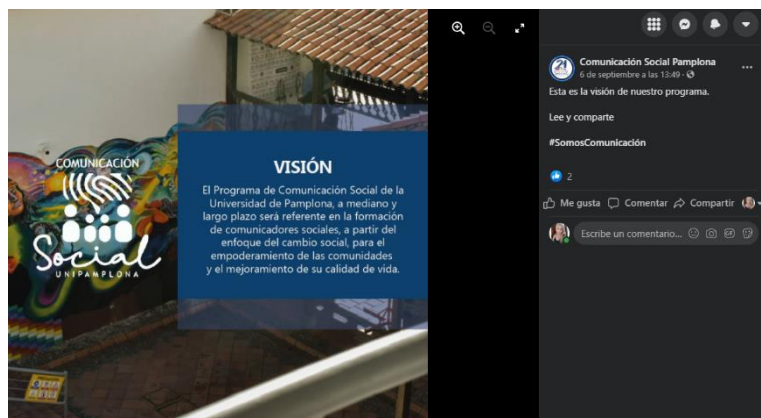 COMUNICACIÓN
Social
UNIPAMPLONA
VISIÓN
El Programa de Comunicación Social de la
Universidad de Pamplona, a mediano y
largo plazo será referente en la formación
de comunicadores sociales, a partir del
enfoque del cambio social, para el
empoderamiento de las comunidades
y el mejoramiento de su calidad de vida.
Comunicación Social Pamplona
6 de septiembre a las 13:49 ·
Esta es la visión de nuestro programa.
Lee y comparte
#SomosComunicación
2
Me gusta Comentar Compartir
Escribe un comentario...